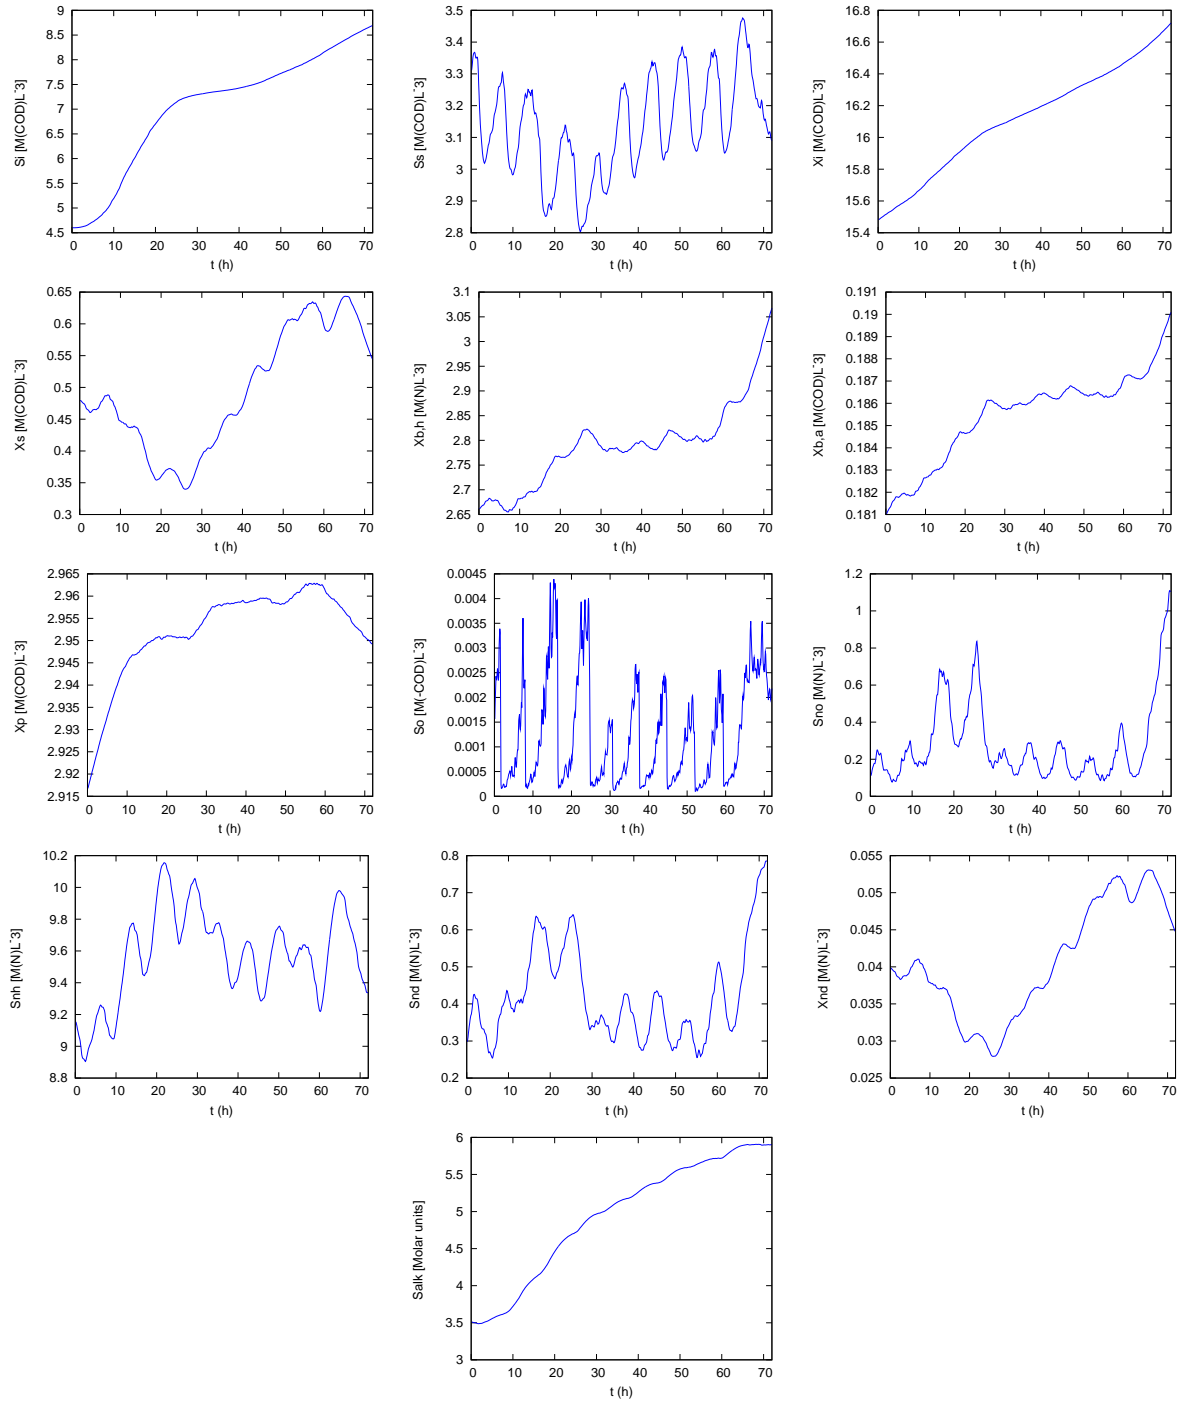 Si [M(COD)L-3]
9
8.5
8
7.5
7
6.5
6
5.5
5
4.5
0 10 20 30 40 50 60 70
t (h)
Ss [M(COD)L-3]
3.5
3.4
3.3
3.2
3.1
3
2.9
2.8
0 10 20 30 40 50 60 70
t (h)
Xi [M(COD)L-3]
16.8
16.6
16.4
16.2
16
15.8
15.6
15.4
0 10 20 30 40 50 60 70
t (h)
Xs [M(COD)L-3]
0.65
0.6
0.55
0.5
0.45
0.4
0.35
0.3
0 10 20 30 40 50 60 70
t (h)
Xb,h [M(N)L-3]
3.1
3.05
3
2.95
2.9
2.85
2.8
2.75
2.7
2.65
0 10 20 30 40 50 60 70
t (h)
Xb,a [M(COD)L-3]
0.191
0.19
0.189
0.188
0.187
0.186
0.185
0.184
0.183
0.182
0.181
0 10 20 30 40 50 60 70
t (h)
Xp [M(COD)L-3]
2.965
2.96
2.955
2.95
2.945
2.94
2.935
2.93
2.925
2.92
2.915
0 10 20 30 40 50 60 70
t (h)
So [M(-COD)L-3]
0.0045
0.004
0.0035
0.003
0.0025
0.002
0.0015
0.001
0.0005
0
0 10 20 30 40 50 60 70
t (h)
Sno [M(N)L-3]
1.2
1
0.8
0.6
0.4
0.2
0
0 10 20 30 40 50 60 70
t (h)
Snh [M(N)L-3]
10.2
10
9.8
9.6
9.4
9.2
9
8.8
0 10 20 30 40 50 60 70
t (h)
Snd [M(N)L-3]
0.8
0.7
0.6
0.5
0.4
0.3
0.2
0 10 20 30 40 50 60 70
t (h)
Xnd [M(N)L-3]
0.055
0.05
0.045
0.04
0.035
0.03
0.025
0 10 20 30 40 50 60 70
t (h)
Salk [Molar units]
6
5.5
5
4.5
4
3.5
3
0 10 20 30 40 50 60 70
t (h)